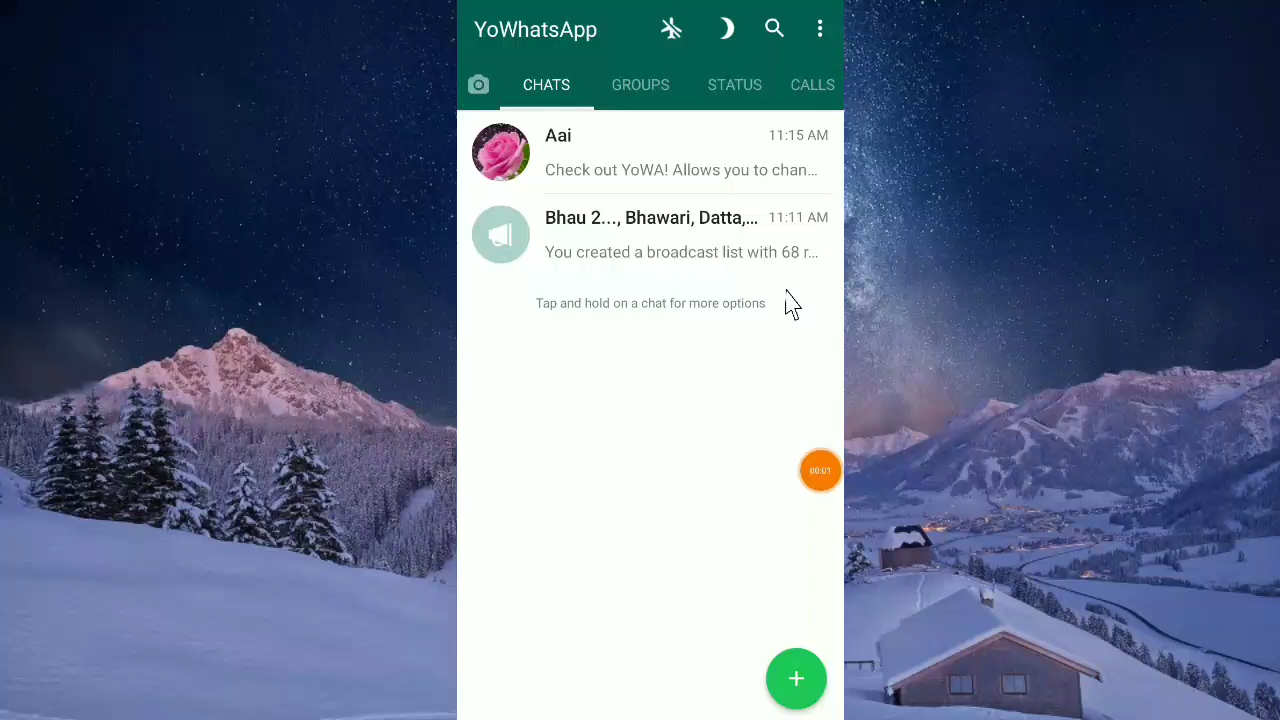 YoWhatsApp
CHATS GROUPS STATUS CALLS
Aai 11:15 AM
Check out YoWA! Allows you to chan...
Bhau 2..., Bhawari, Datta,... 11:11 AM
You created a broadcast list with 68 r...
Tap and hold on a chat for more options
00:01